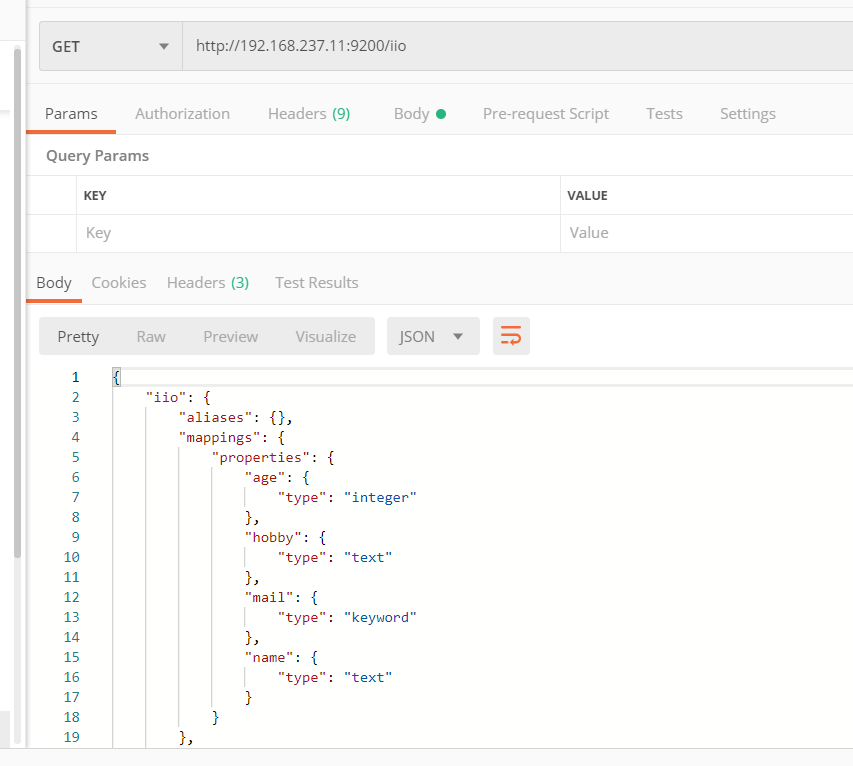 GET http://192.168.237.11:9200/iio
Params Authorization Headers (9) Body Pre-request Script Tests Settings
Query Params
KEY VALUE
Key Value
Body Cookies Headers (3) Test Results
Pretty Raw Preview Visualize JSON
1 {
2 "iio": {
3 "aliases": {},
4 "mappings": {
5 "properties": {
6 "age": {
7 "type": "integer"
8 },
9 "hobby": {
10 "type": "text"
11 },
12 "mail": {
13 "type": "keyword"
14 },
15 "name": {
16 "type": "text"
17 }
18 }
19 },